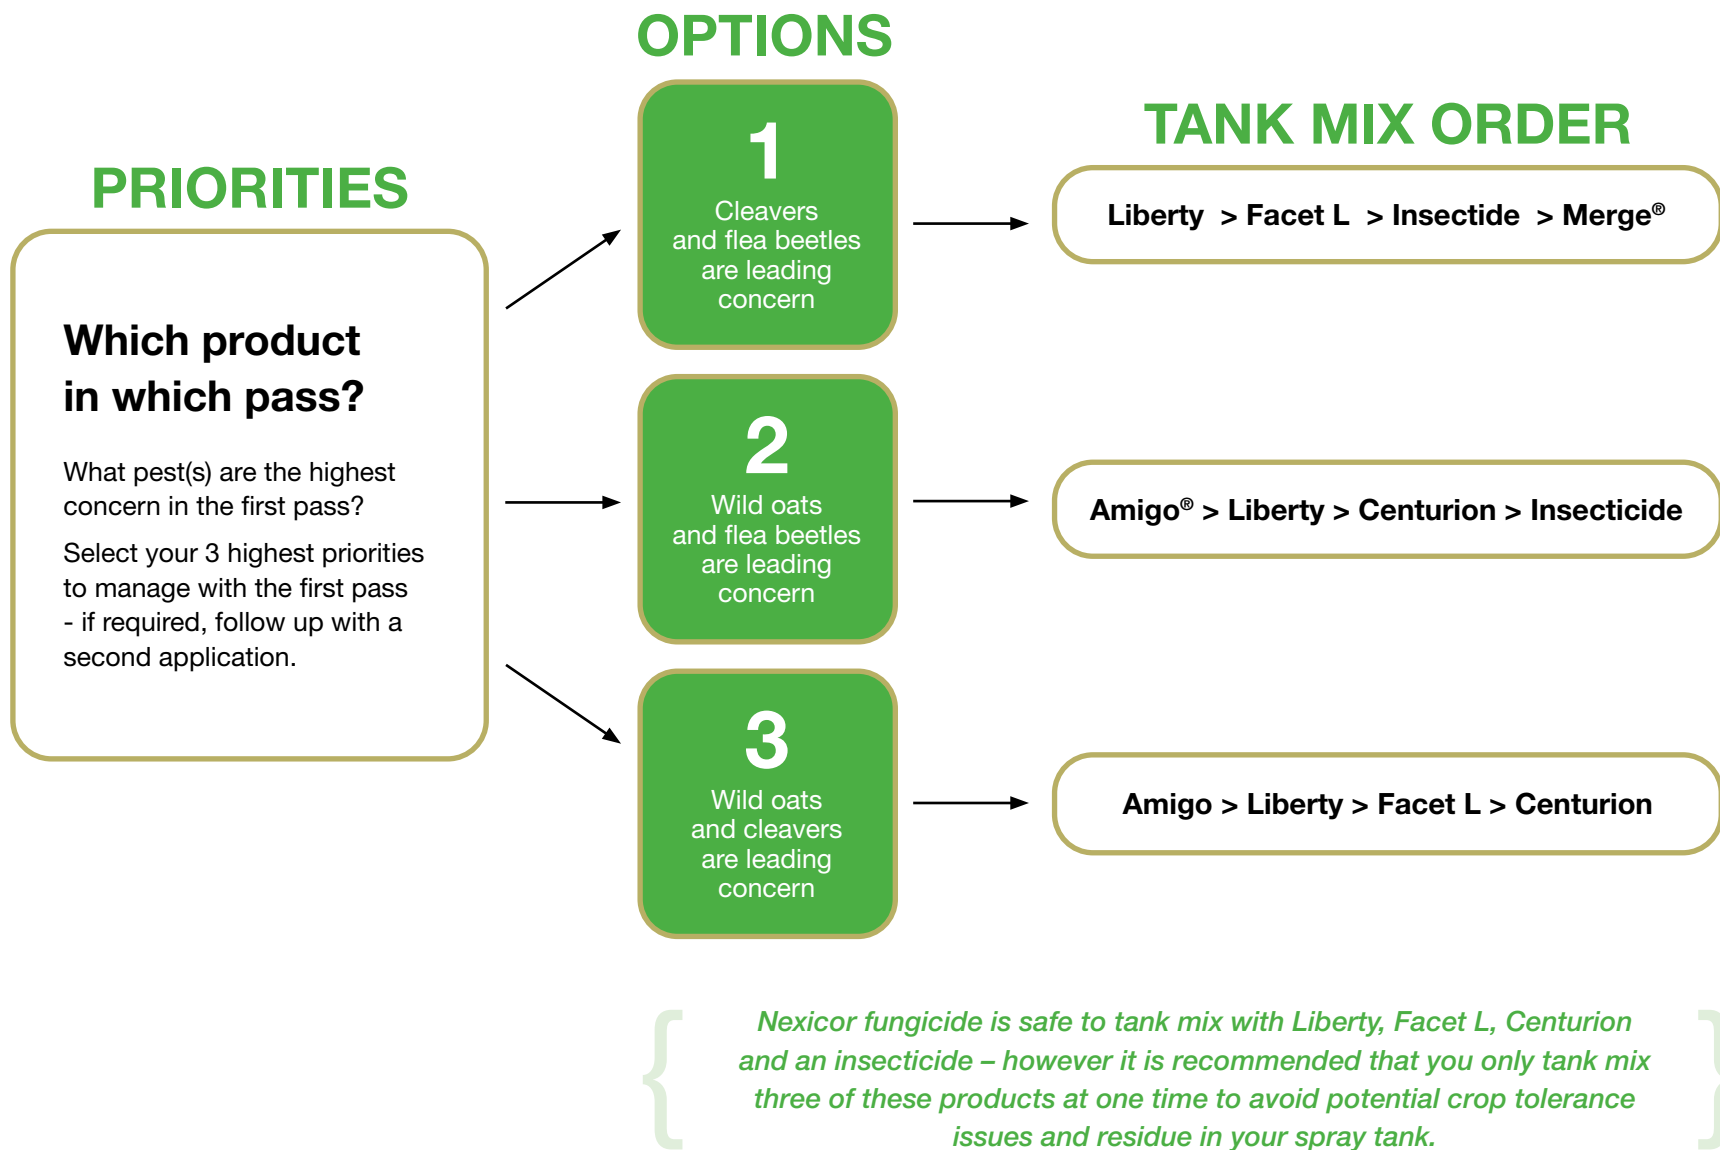 PRIORITIES
Which product
in which pass?
What pest(s) are the highest
concern in the first pass?
Select your 3 highest priorities
to manage with the first pass
- if required, follow up with a
second application.
OPTIONS
1
Cleavers
and flea beetles
are leading
concern
2
Wild oats
and flea beetles
are leading
concern
3
Wild oats
and cleavers
are leading
concern
TANK MIX ORDER
Liberty > Facet L > Insectide > Merge®
Amigo® > Liberty > Centurion > Insecticide
Amigo > Liberty > Facet L > Centurion
{ Nexicor fungicide is safe to tank mix with Liberty, Facet L, Centurion
and an insecticide – however it is recommended that you only tank mix
three of these products at one time to avoid potential crop tolerance
issues and residue in your spray tank. }